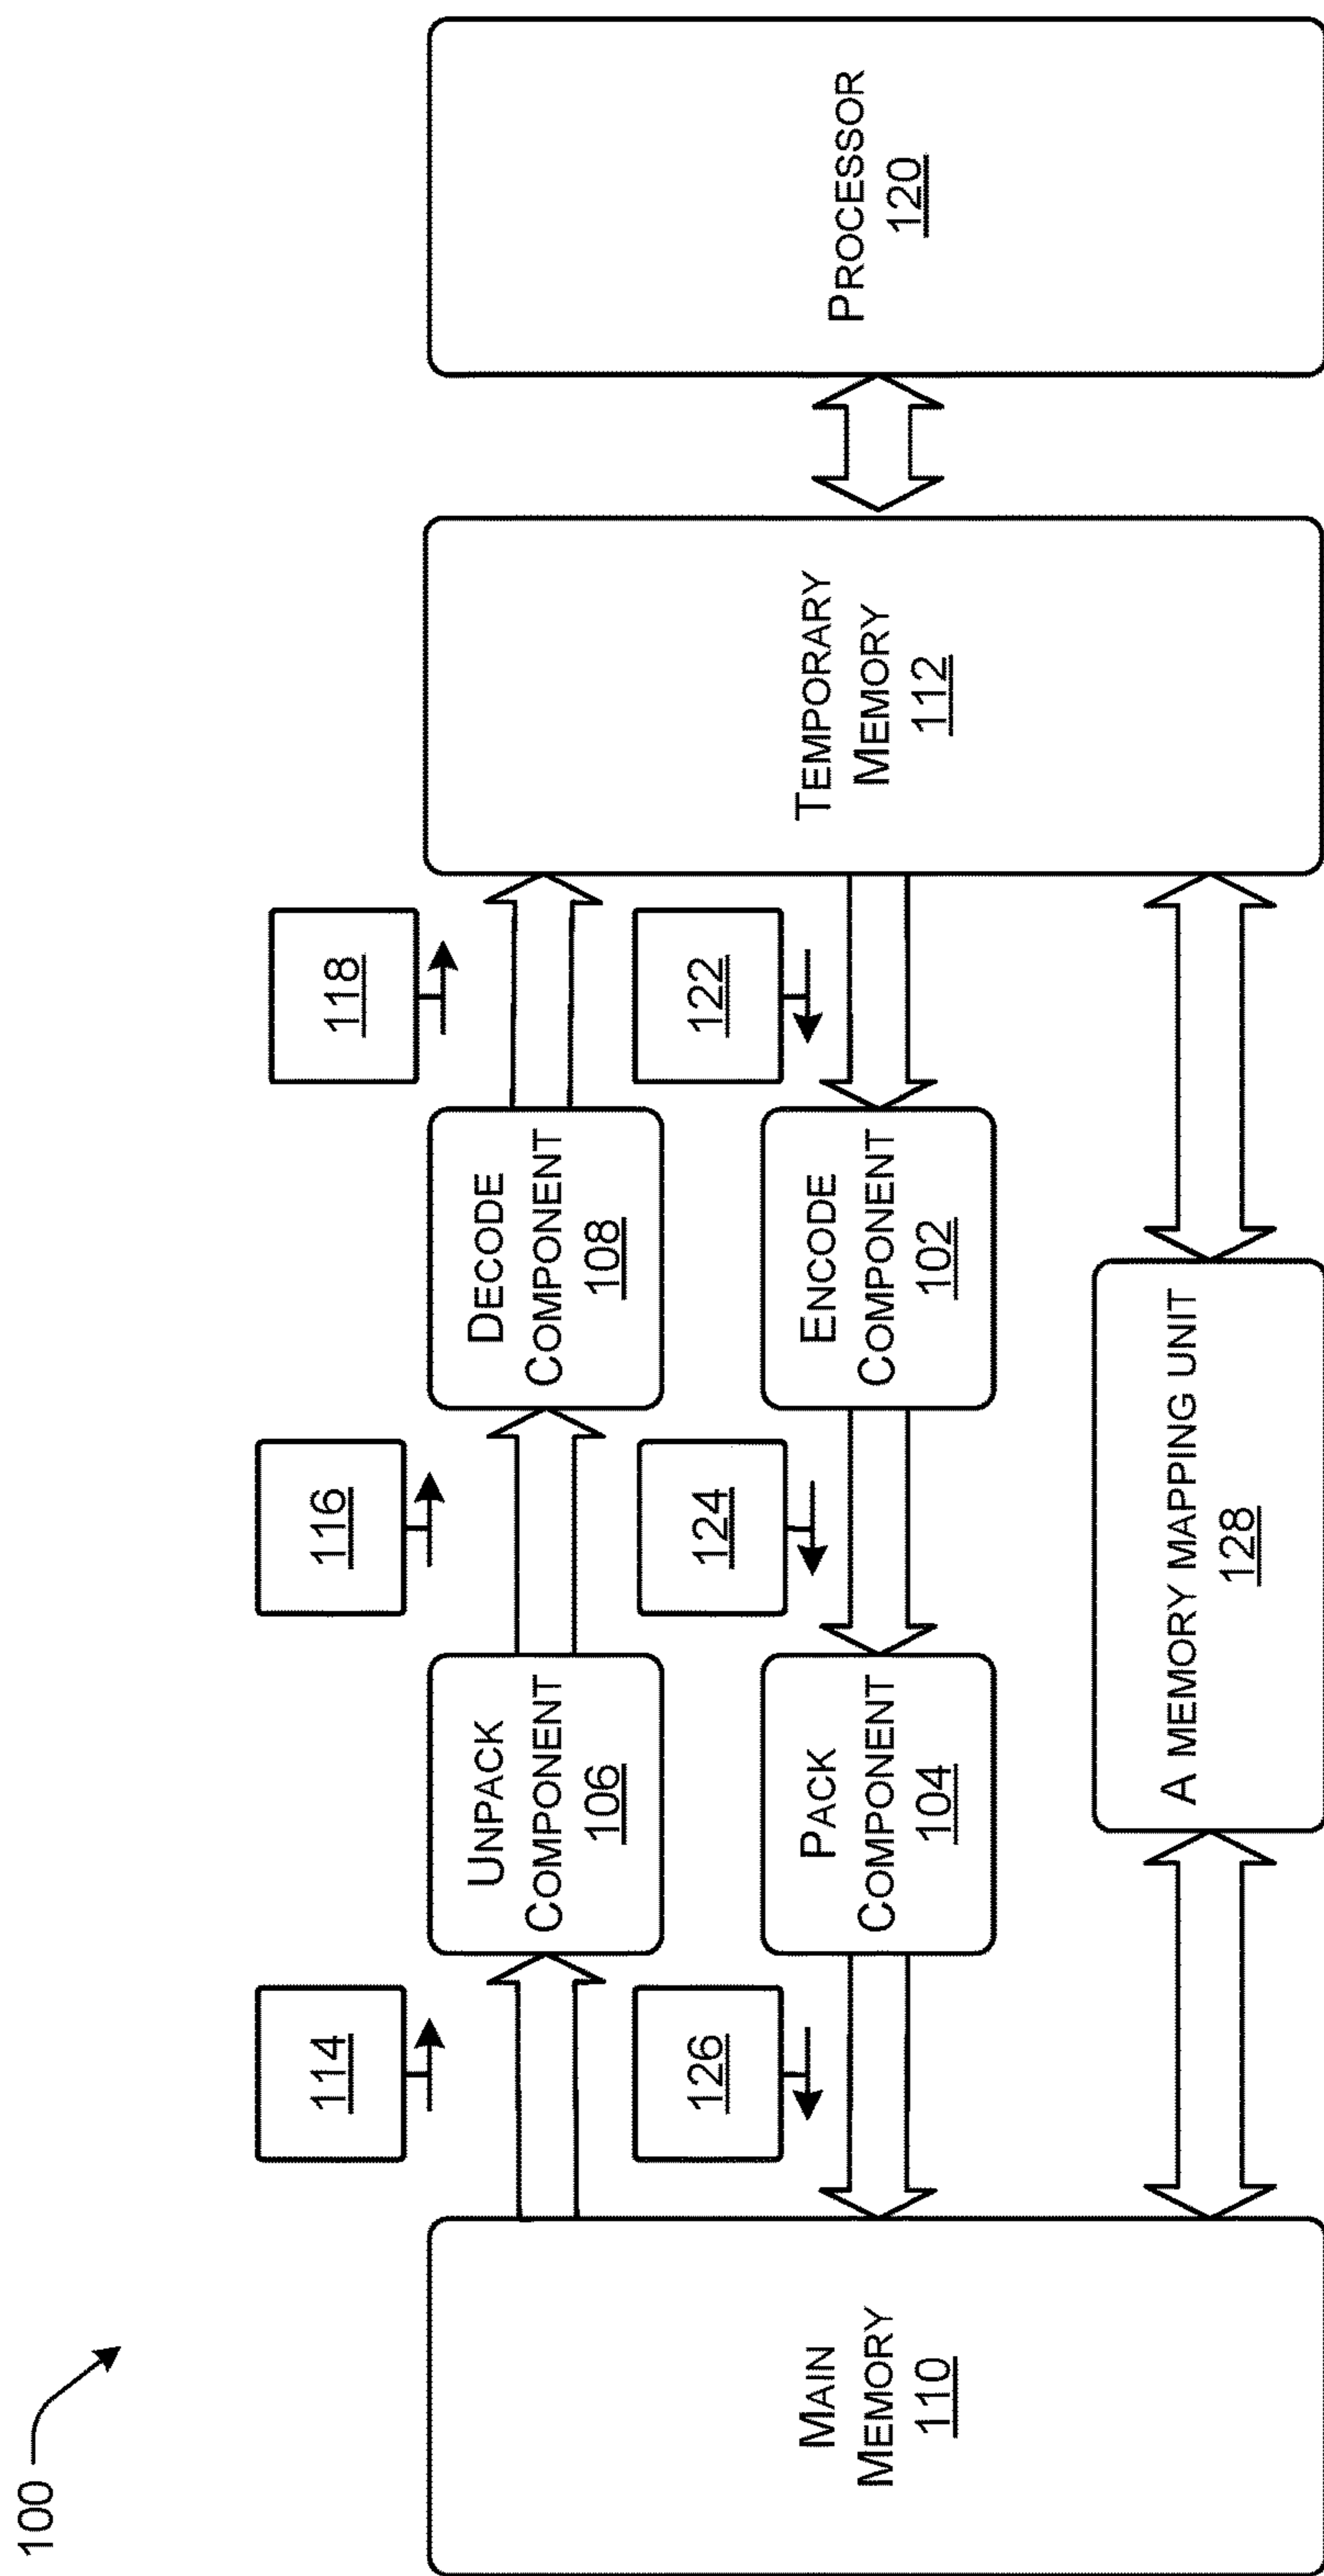 100
114
116
118
MAIN
MEMORY
110
UNPACK
COMPONENT
106
DECODE
COMPONENT
108
TEMPORARY
MEMORY
112
PROCESSOR
120
126
124
122
PACK
COMPONENT
104
ENCODE
COMPONENT
102
A MEMORY MAPPING UNIT
128